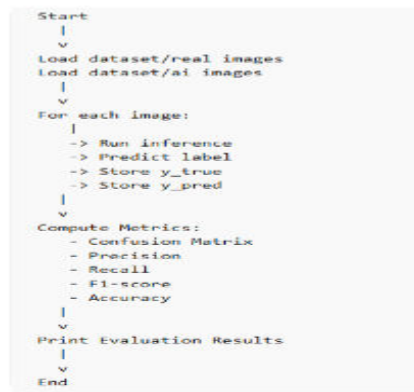 Start
|
v
Load dataset/real images
Load dataset/ai images
|
v
For each image:
|
-> Run inference
-> Predict label
-> Store y_true
-> Store y_pred
|
v
Compute Metrics:
- Confusion Matrix
- Precision
- Recall
- F1-score
- Accuracy
|
v
Print Evaluation Results
|
v
End